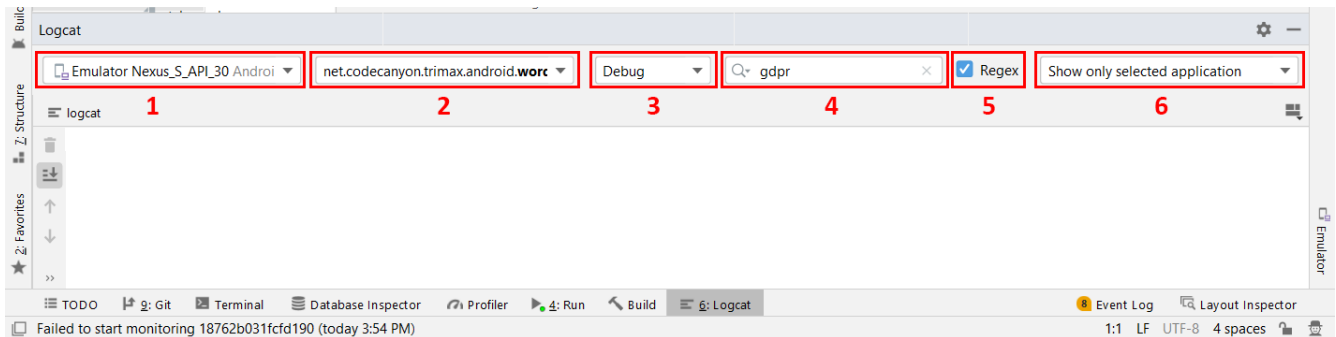 Logcat
Emulator Nexus_S_API_30 Androi
net.codecanyon.trimax.android.worc
Debug
gdpr
Regex
Show only selected application
1
2
3
4
5
6
logcat
Build
Z: Structure
2: Favorites
Emulator
>>
TODO
9: Git
Terminal
Database Inspector
Profiler
4: Run
Build
6: Logcat
8 Event Log
Layout Inspector
Failed to start monitoring 18762b031fcfd190 (today 3:54 PM)
1:1 LF UTF-8 4 spaces